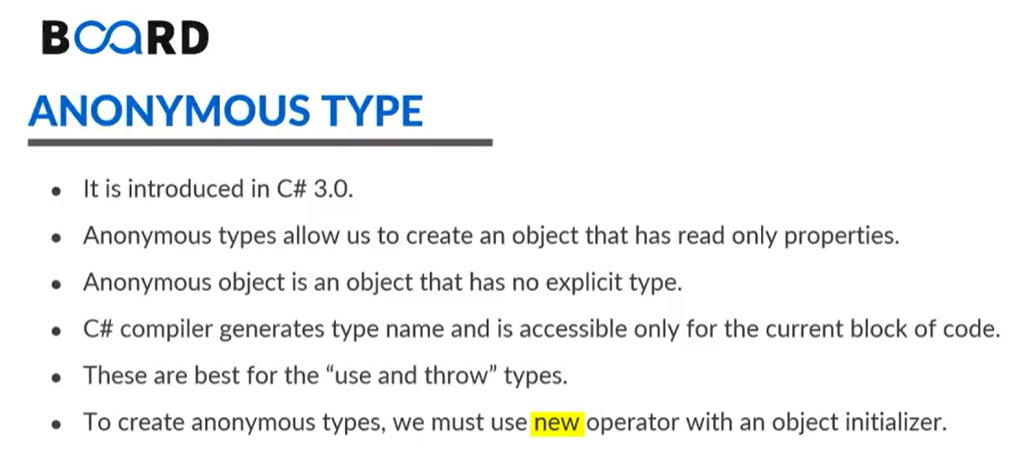 BOARD
ANONYMOUS TYPE
• It is introduced in C# 3.0.
• Anonymous types allow us to create an object that has read only properties.
• Anonymous object is an object that has no explicit type.
• C# compiler generates type name and is accessible only for the current block of code.
• These are best for the “use and throw” types.
• To create anonymous types, we must use new operator with an object initializer.